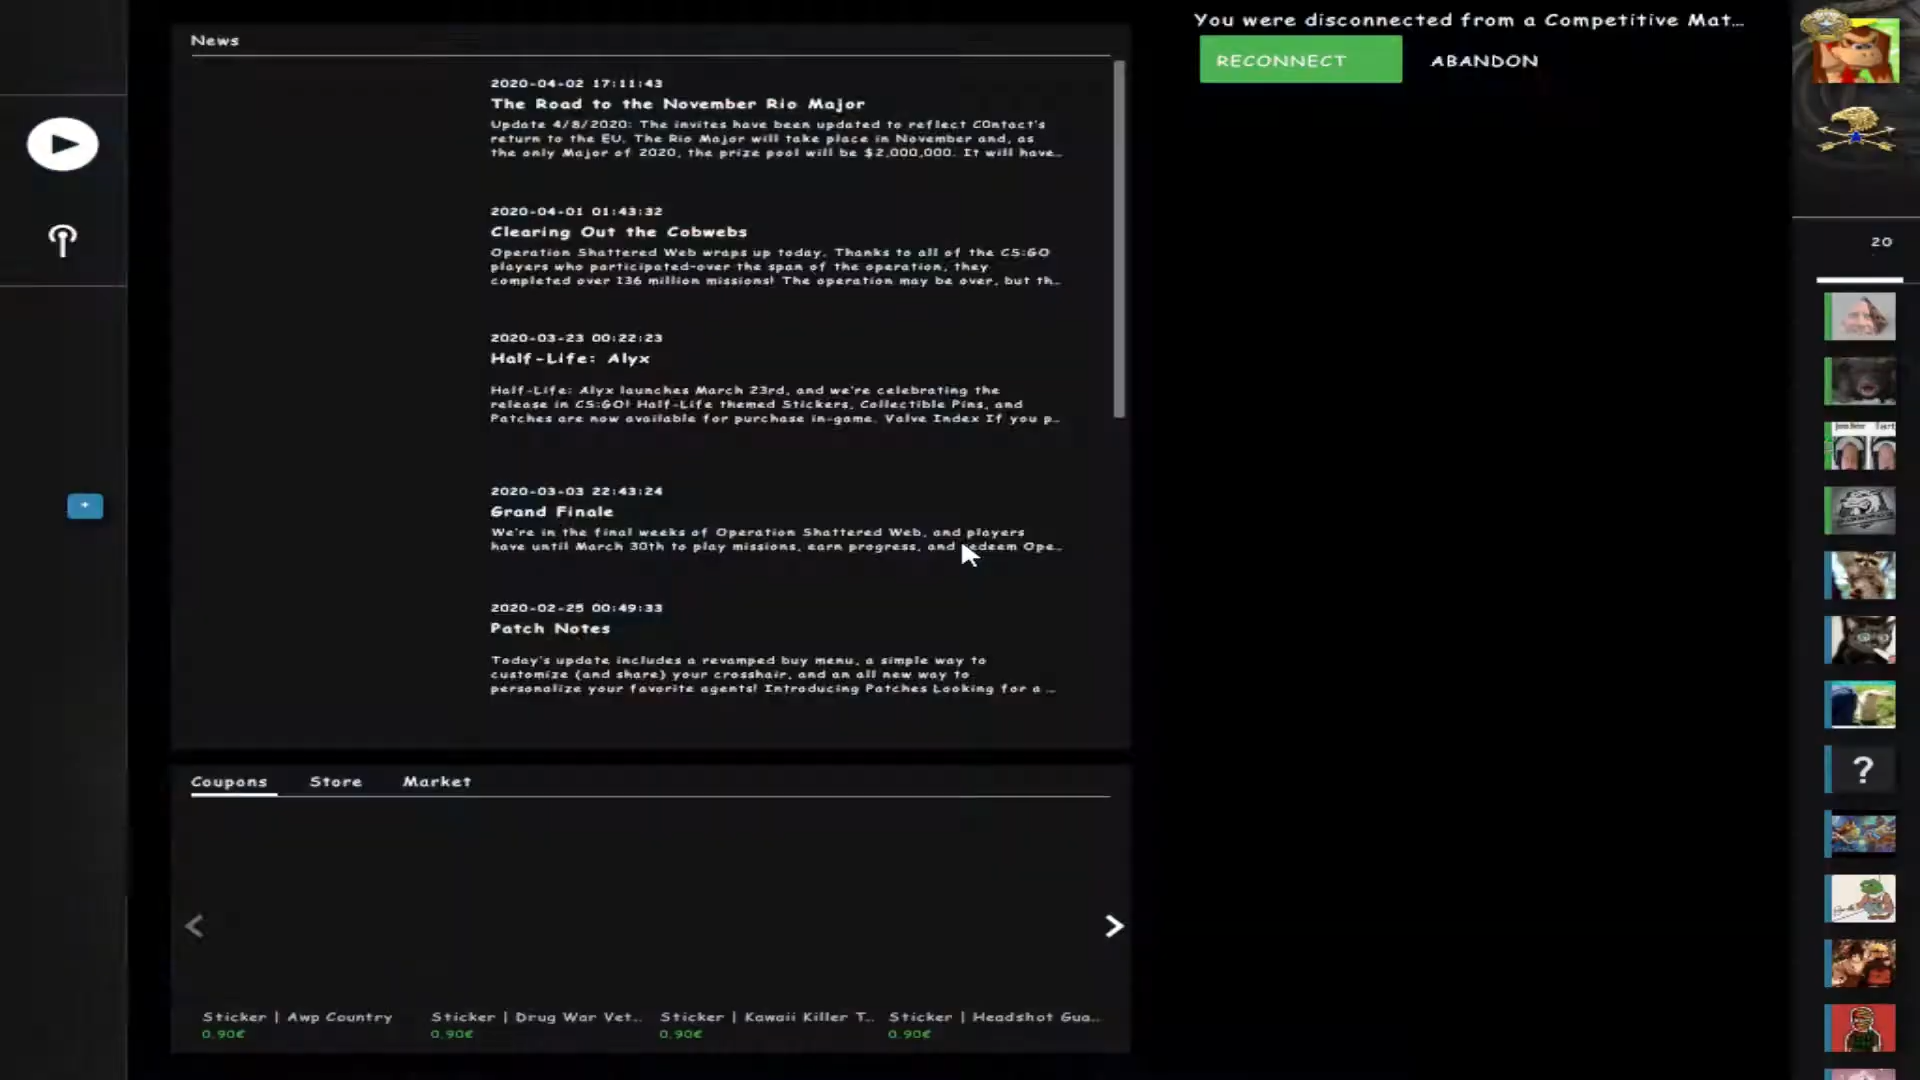 News
2020-04-02 17:11:43
The Road to the November Rio Major
Update 4/8/2020: The invites have been updated to reflect C0ntact's
return to the EU. The Rio Major will take place in November and, as
the only Major of 2020, the prize pool will be $2,000,000. It will have...
2020-04-01 01:43:32
Clearing Out the Cobwebs
Operation Shattered Web wraps up today. Thanks to all of the CS:GO
players who participated-over the span of the operation, they
completed over 136 million missions! The operation may be over, but th...
2020-03-23 00:22:23
Half-Life: Alyx
Half-Life: Alyx launches March 23rd, and we're celebrating the
release in CS:GO! Half-Life themed Stickers, Collectible Pins, and
Patches are now available for purchase in-game. Valve Index If you p...
2020-03-03 22:43:24
Grand Finale
We're in the final weeks of Operation Shattered Web, and players
have until March 30th to play missions, earn progress, and redeem Ope...
2020-02-25 00:49:33
Patch Notes
Today's update includes a revamped buy menu, a simple way to
customize (and share) your crosshair, and an all new way to
personalize your favorite agents! Introducing Patches Looking for a ...
Coupons Store Market
Sticker | Awp Country
0,90€
Sticker | Drug War Vet...
0,90€
Sticker | Kawaii Killer T...
0,90€
Sticker | Headshot Gua...
0,90€
You were disconnected from a Competitive Mat...
RECONNECT ABANDON
20
?